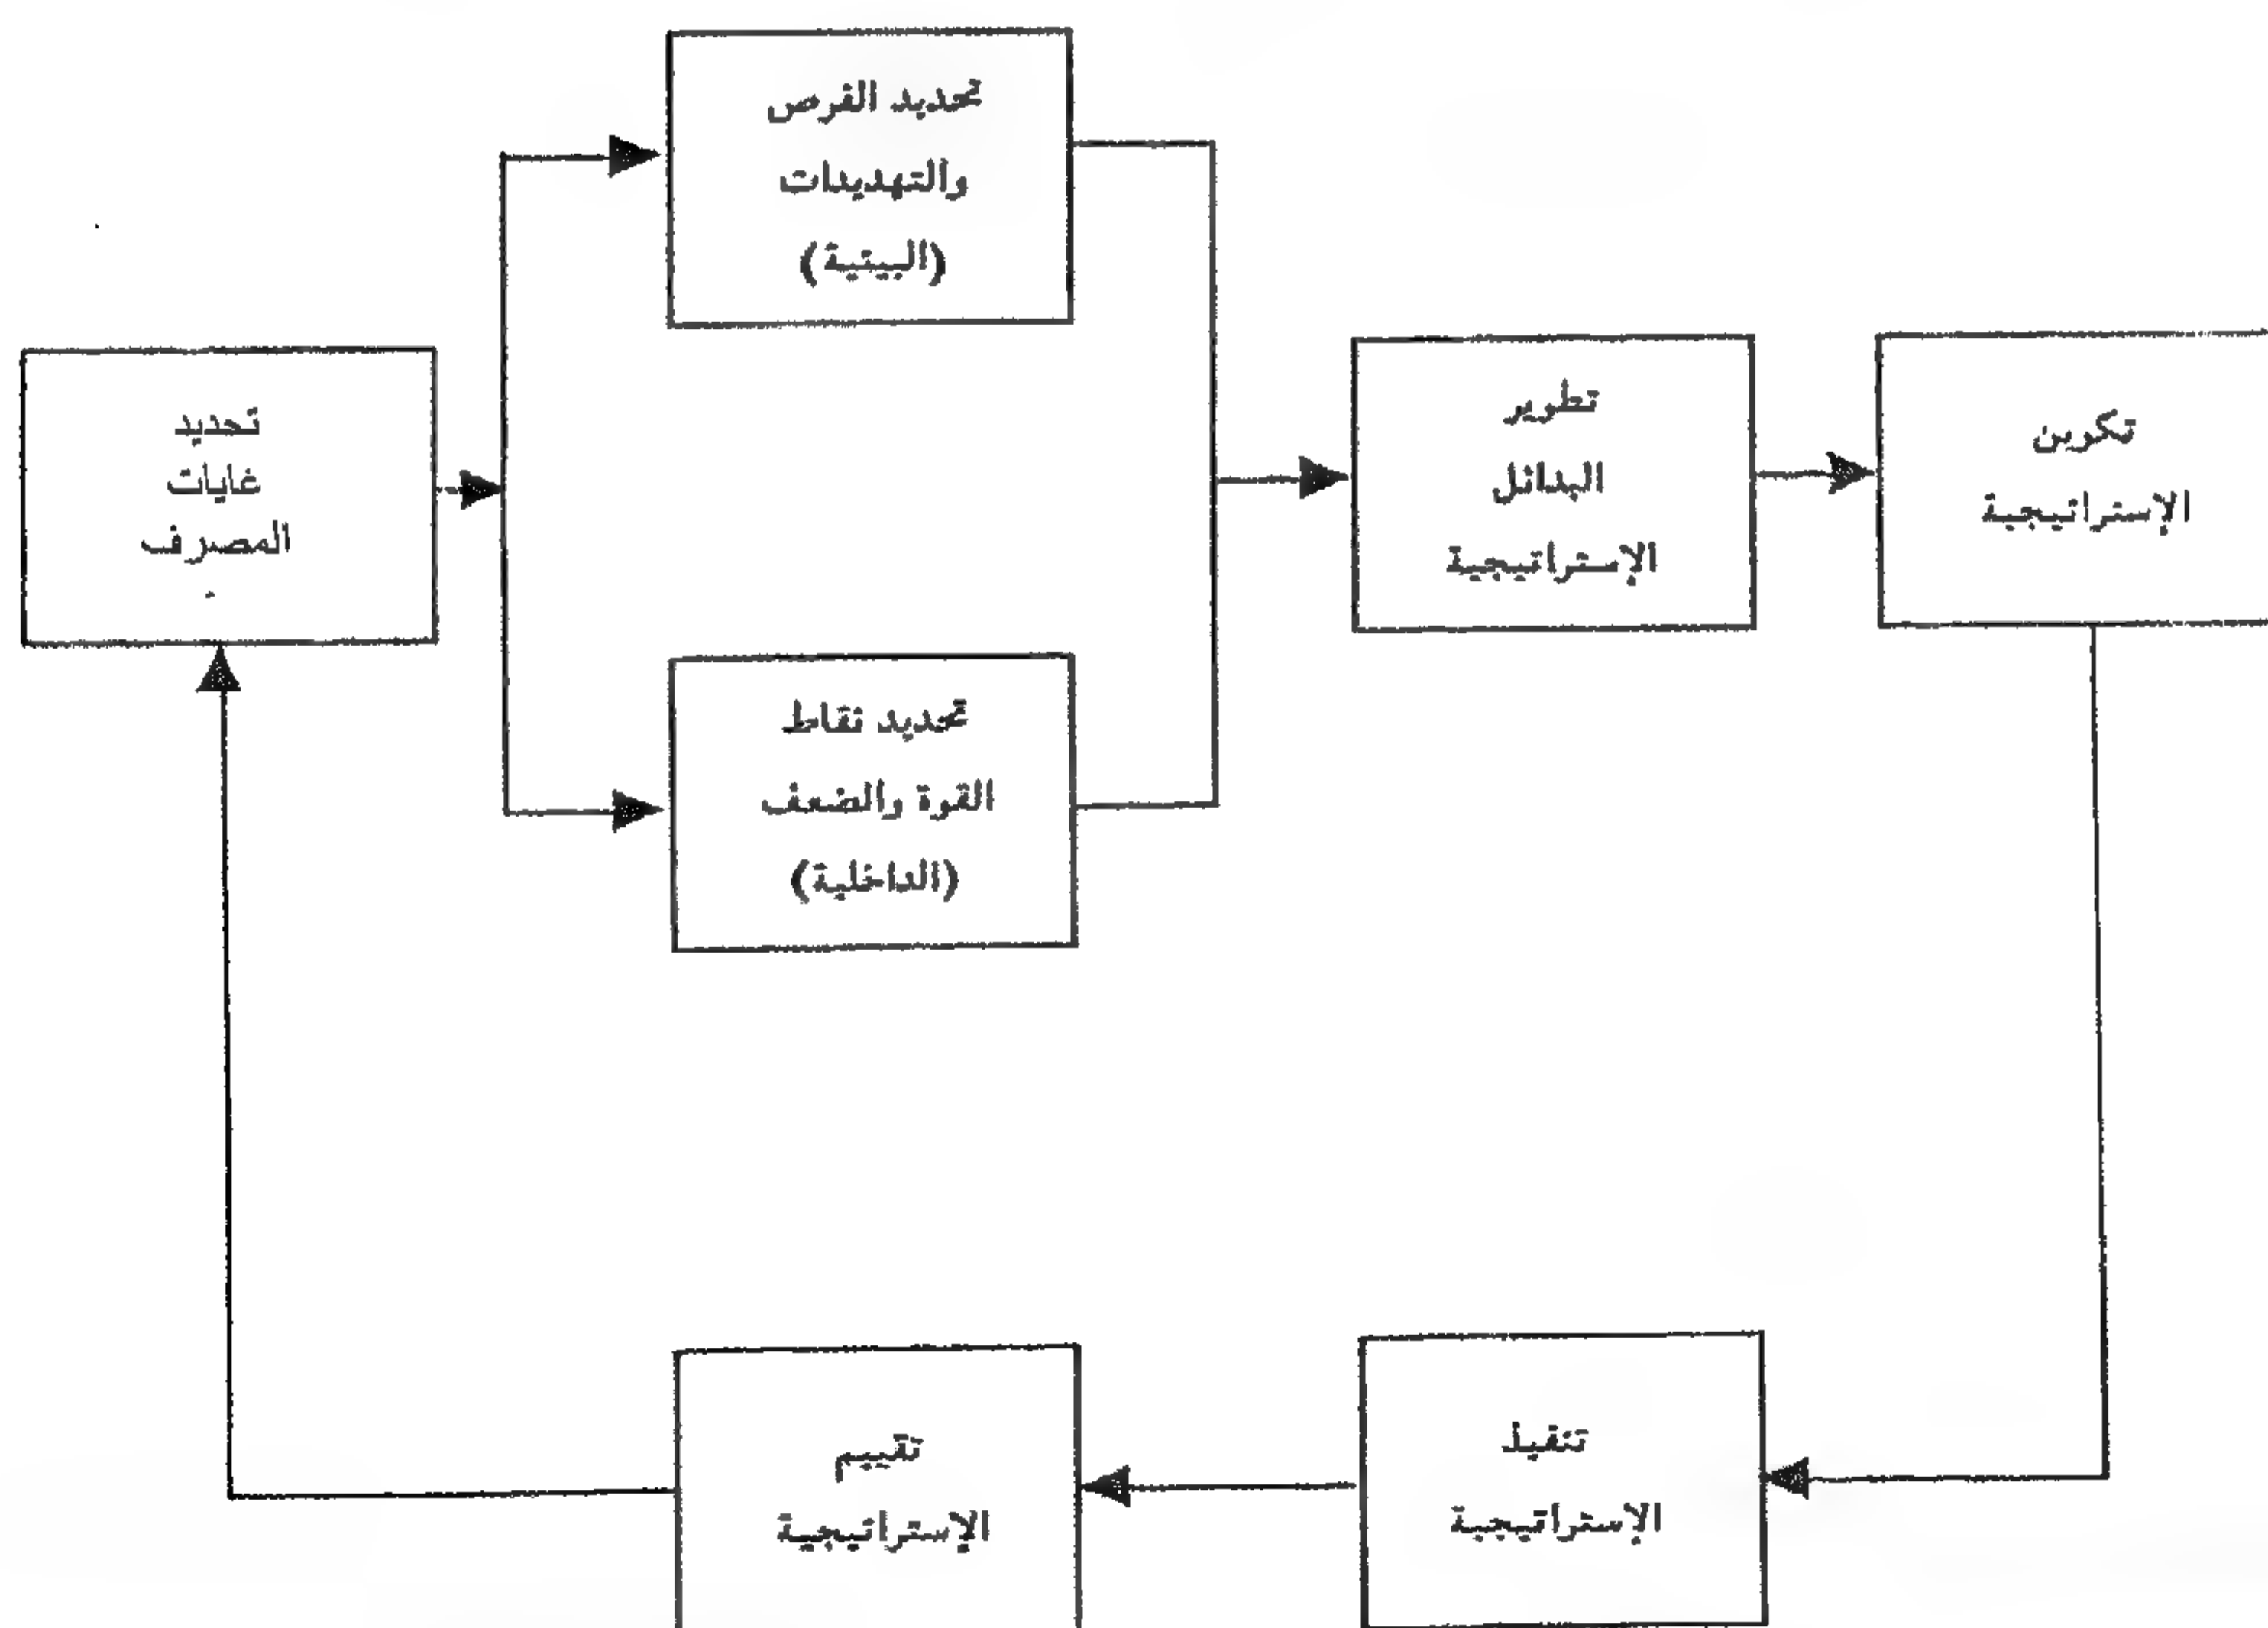 تحديد
غايات
المصرف
تحديد الفرص
والتهديدات
(البيئية)
تحديد نقاط
القوة والضعف
(الداخلية)
تطوير
البدائل
الإستراتيجية
تكوين
الإستراتيجية
تنفيذ
الإستراتيجية
تقييم
الإستراتيجية